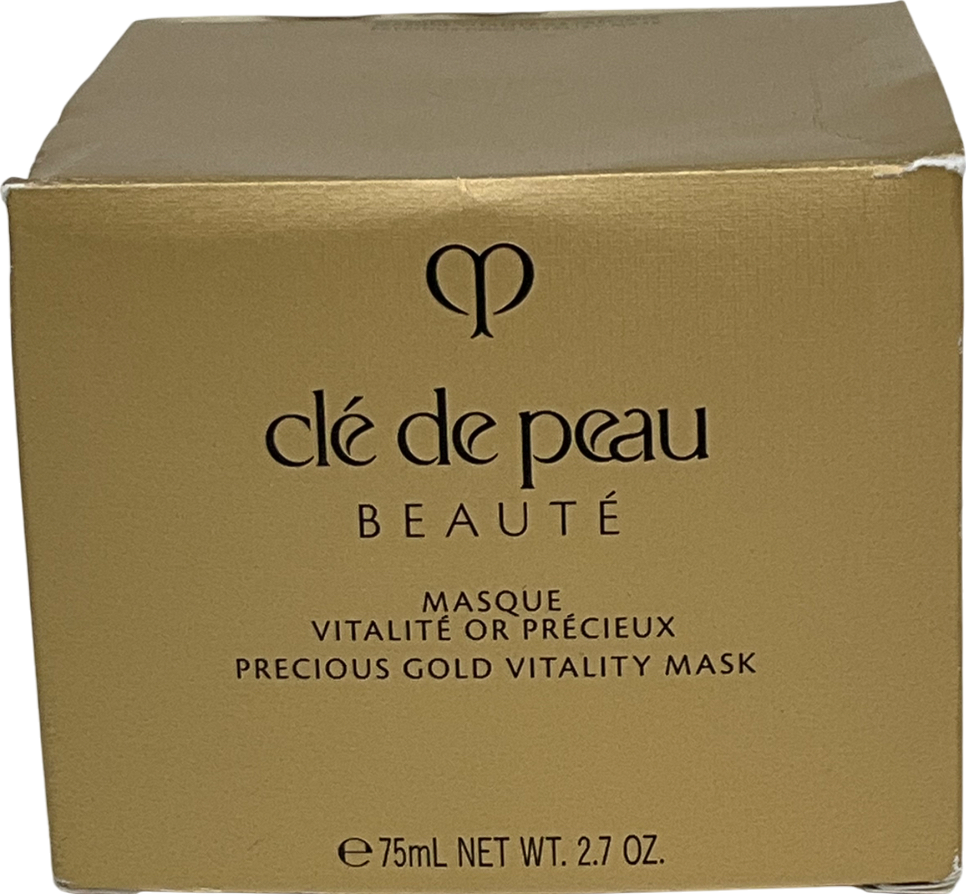 clé de peau
BEAUTÉ
MASQUE
VITALITÉ OR PRÉCIEUX
PRECIOUS GOLD VITALITY MASK
℮75mL NET WT. 2.7 OZ.